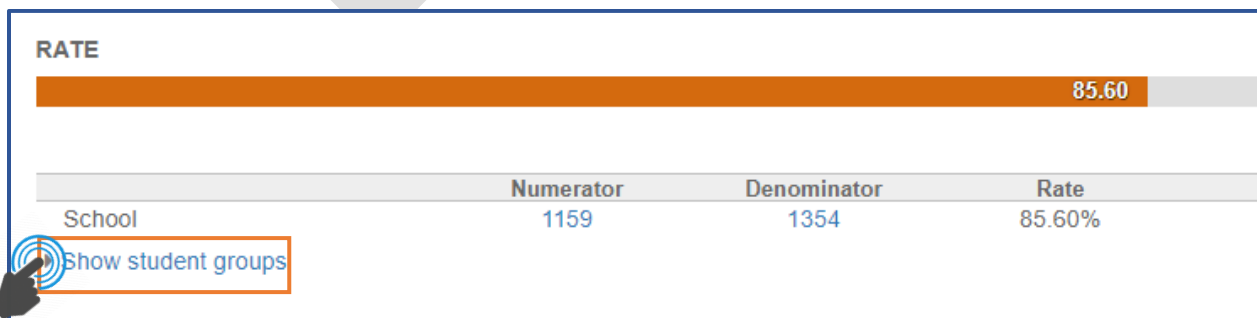 RATE
85.60
Numerator Denominator Rate
School 1159 1354 85.60%
Show student groups